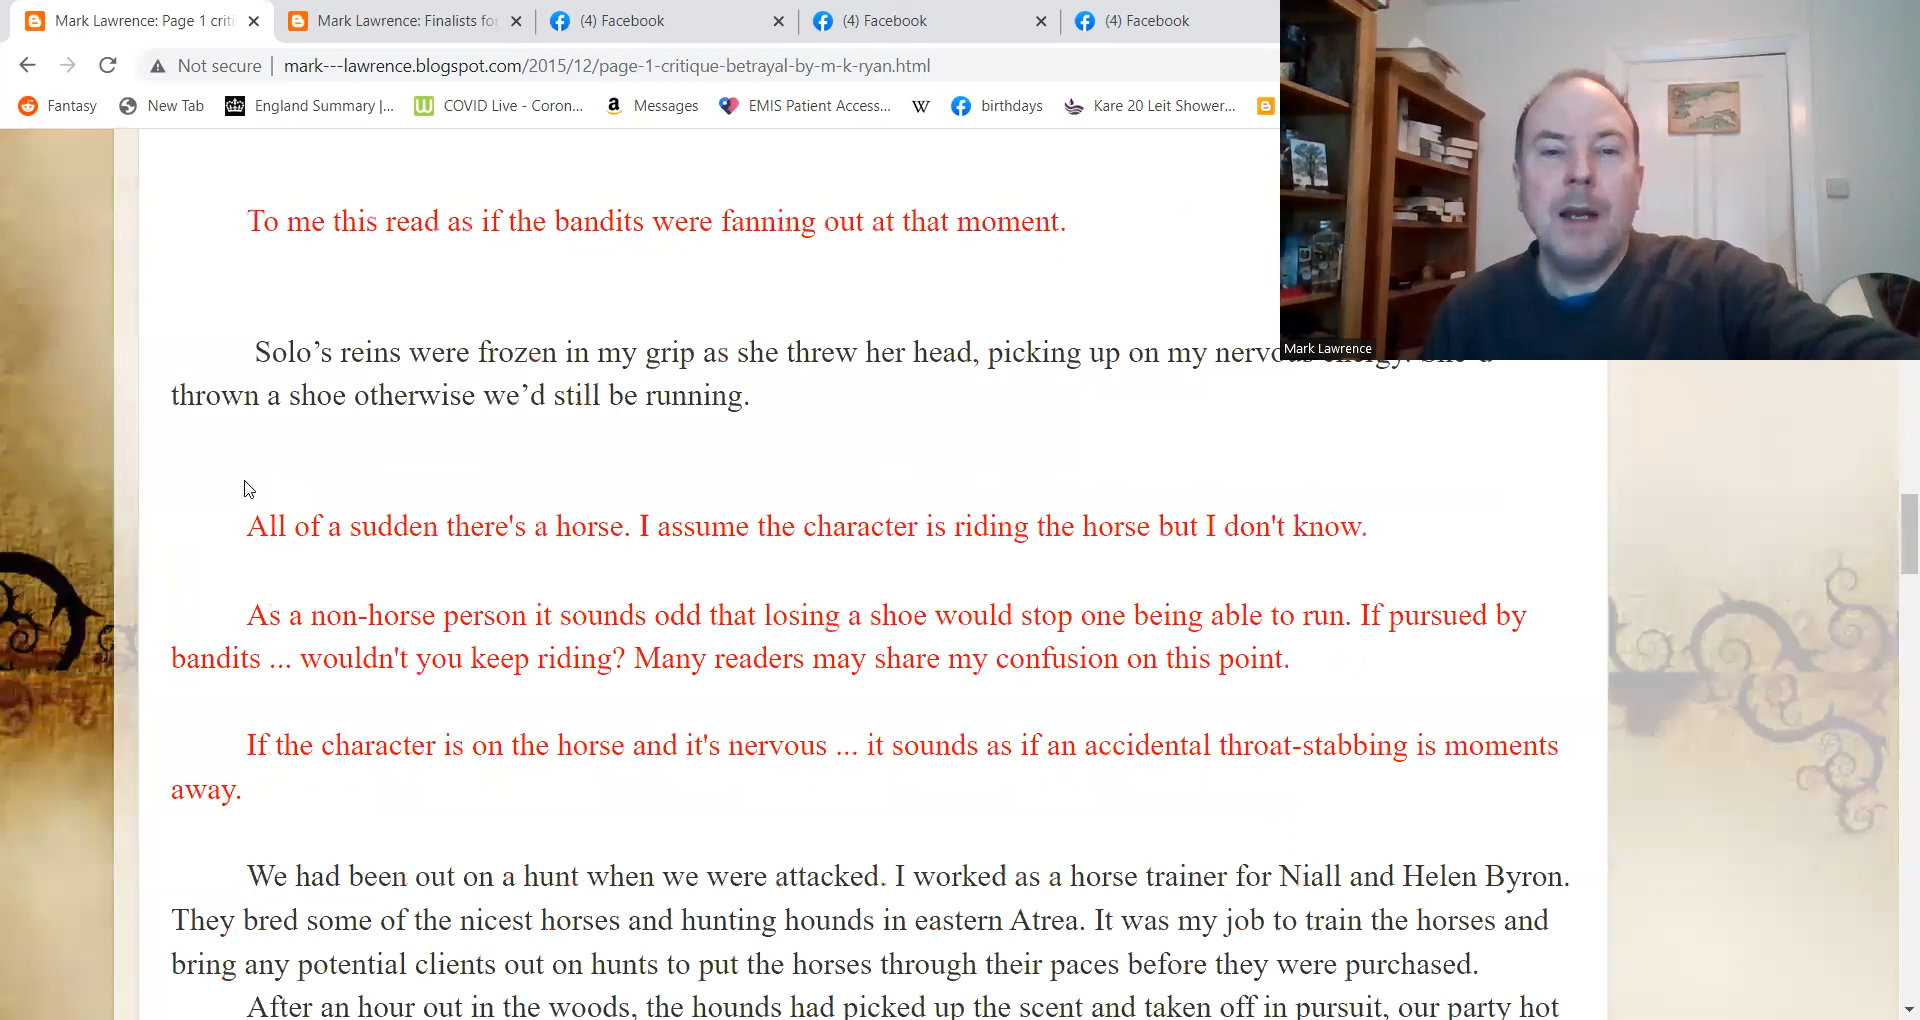 Mark Lawrence: Page 1 criti
Mark Lawrence: Finalists for
(4) Facebook
(4) Facebook
(4) Facebook
Not secure
mark---lawrence.blogspot.com/2015/12/page-1-critique-betrayal-by-m-k-ryan.html
Fantasy
New Tab
England Summary |...
COVID Live - Coron...
Messages
EMIS Patient Access...
W
birthdays
Kare 20 Leit Shower...
Mark Lawrence
To me this read as if the bandits were fanning out at that moment.
Solo’s reins were frozen in my grip as she threw her head, picking up on my nervous energy. She’d
thrown a shoe otherwise we’d still be running.
All of a sudden there's a horse. I assume the character is riding the horse but I don't know.
As a non-horse person it sounds odd that losing a shoe would stop one being able to run. If pursued by
bandits ... wouldn't you keep riding? Many readers may share my confusion on this point.
If the character is on the horse and it's nervous ... it sounds as if an accidental throat-stabbing is moments
away.
We had been out on a hunt when we were attacked. I worked as a horse trainer for Niall and Helen Byron.
They bred some of the nicest horses and hunting hounds in eastern Atrea. It was my job to train the horses and
bring any potential clients out on hunts to put the horses through their paces before they were purchased.
After an hour out in the woods, the hounds had picked up the scent and taken off in pursuit, our party hot